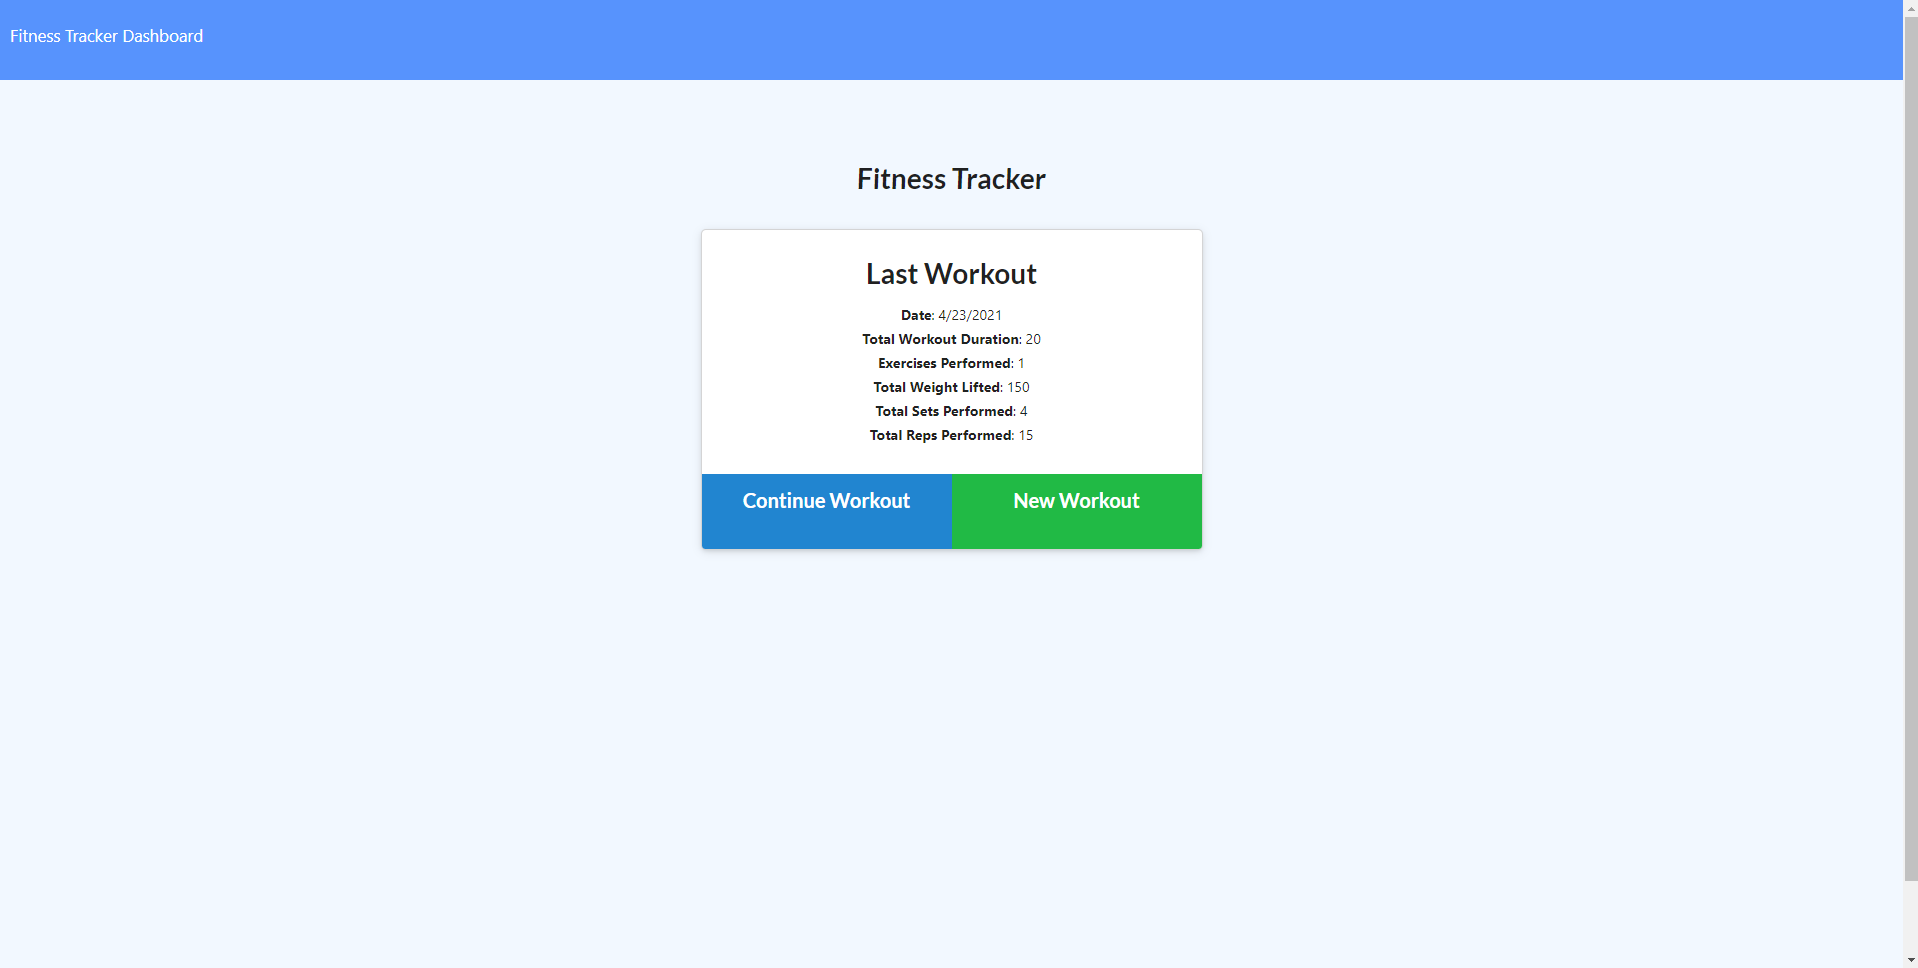 Fitness Tracker Dashboard
Fitness Tracker
Last Workout
Date: 4/23/2021
Total Workout Duration: 20
Exercises Performed: 1
Total Weight Lifted: 150
Total Sets Performed: 4
Total Reps Performed: 15
Continue Workout
New Workout